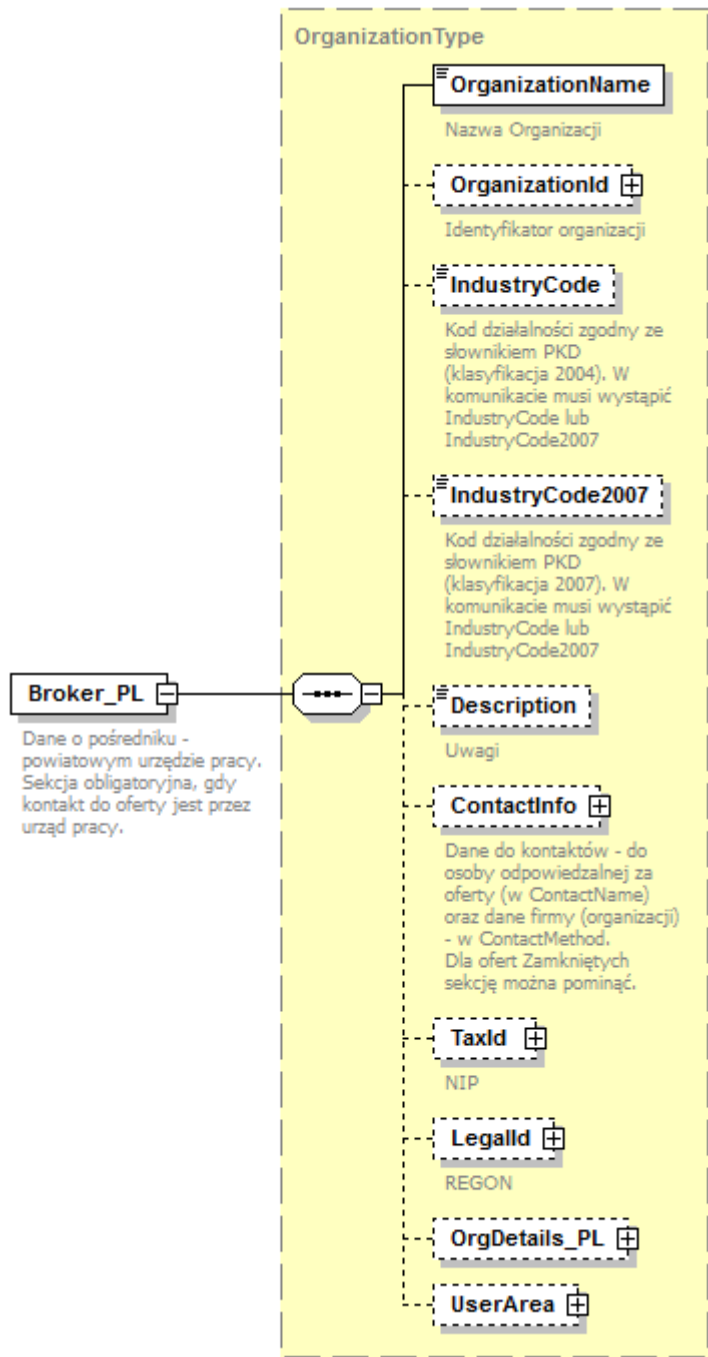 OrganizationType
OrganizationName
Nazwa Organizacji
OrganizationId
Identyfikator organizacji
IndustryCode
Kod działalności zgodny ze
słownikiem PKD
(klasyfikacja 2004). W
komunikacie musi wystąpić
IndustryCode lub
IndustryCode2007
IndustryCode2007
Kod działalności zgodny ze
słownikiem PKD
(klasyfikacja 2007). W
komunikacie musi wystąpić
IndustryCode lub
IndustryCode2007
Broker_PL
Dane o pośredniku -
powiatowym urzędzie pracy.
Sekcja obligatoryjna, gdy
kontakt do oferty jest przez
urząd pracy.
Description
Uwagi
ContactInfo
Dane do kontaktów - do
osoby odpowiedzalnej za
oferty (w ContactName)
oraz dane firmy (organizacji)
- w ContactMethod.
Dla ofert Zamkniętych
sekcję można pominąć.
TaxId
NIP
LegalId
REGON
OrgDetails_PL
UserArea